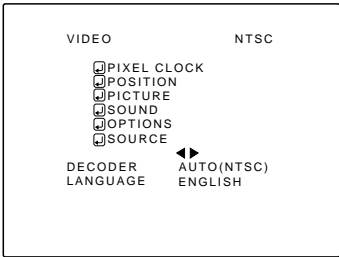 VIDEO NTSC
PIXEL CLOCK
POSITION
PICTURE
SOUND
OPTIONS
SOURCE
DECODER AUTO(NTSC)
LANGUAGE ENGLISH